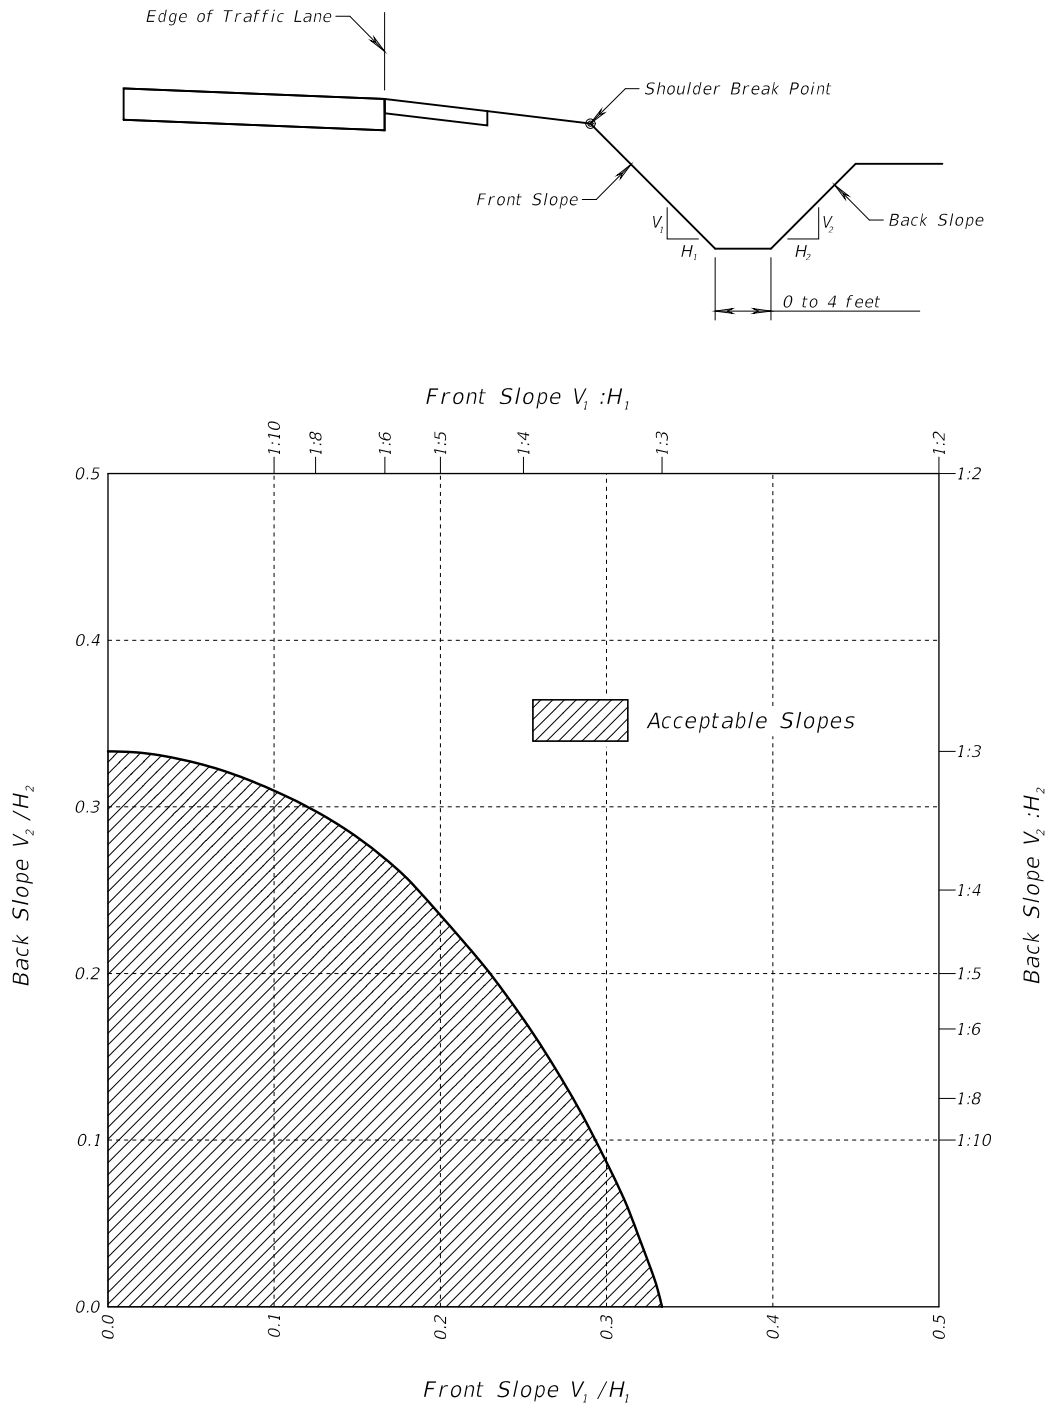 Edge of Traffic Lane
Shoulder Break Point
Front Slope
V₁
H₁
V₂
H₂
Back Slope
0 to 4 feet
Front Slope V₁ :H₁
1:10
1:8
1:6
1:5
1:4
1:3
1:2
0.5
0.4
0.3
0.2
0.1
0.0
Back Slope V₂ /H₂
Acceptable Slopes
1:2
1:3
1:4
1:5
1:6
1:8
1:10
Back Slope V₂ :H₂
0.0
0.1
0.2
0.3
0.4
0.5
Front Slope V₁ /H₁